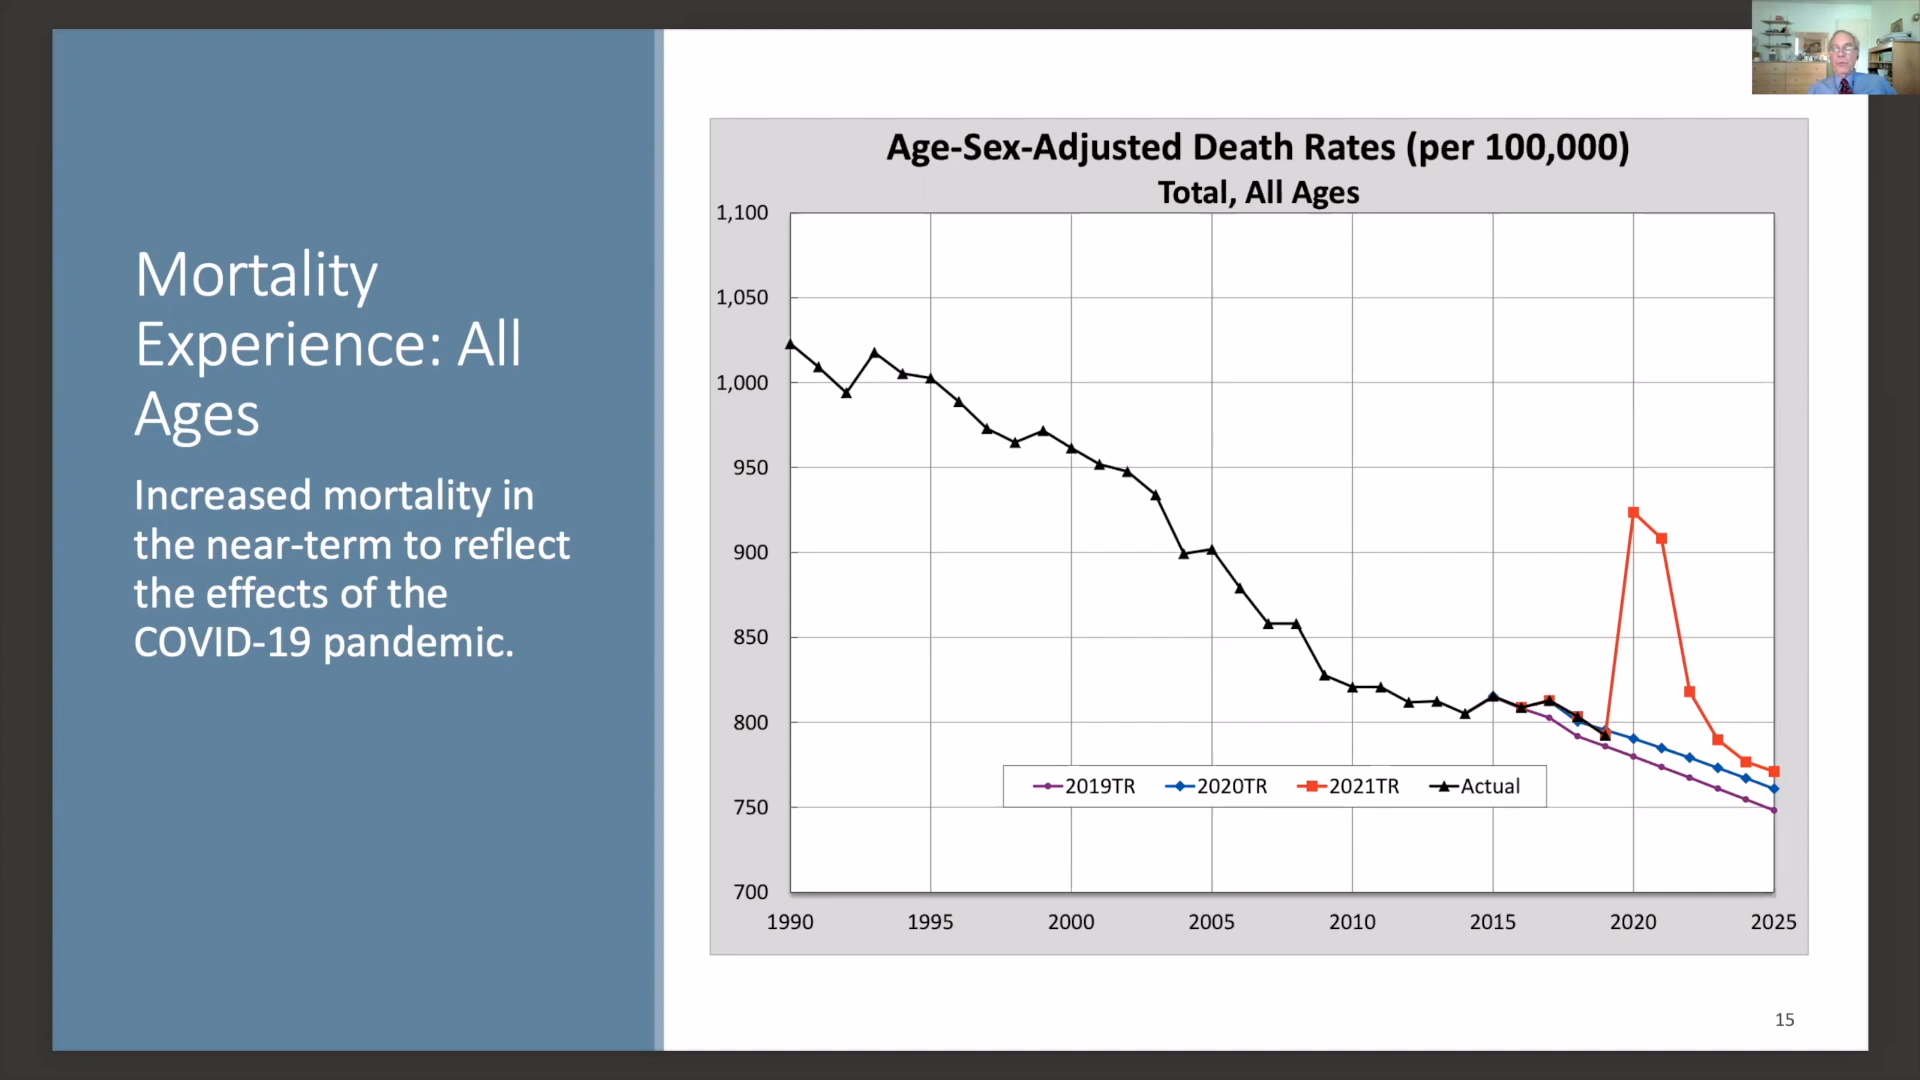 Mortality
Experience: All
Ages
Increased mortality in
the near-term to reflect
the effects of the
COVID-19 pandemic.
Age-Sex-Adjusted Death Rates (per 100,000)
Total, All Ages
1,100
1,050
1,000
950
900
850
800
750
700
2019TR 2020TR 2021TR Actual
1990 1995 2000 2005 2010 2015 2020 2025
15